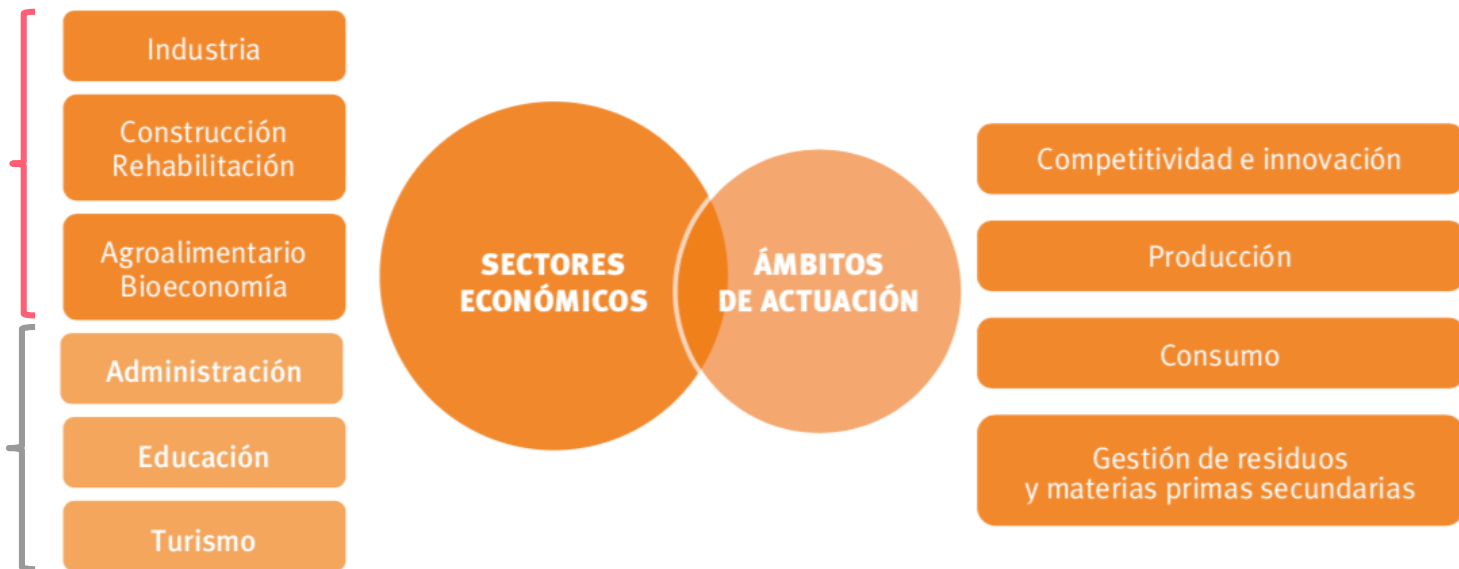 Industria
Construcción
Rehabilitación
Agroalimentario
Bioeconomía
Administración
Educación
Turismo
SECTORES
ECONÓMICOS
ÁMBITOS
DE ACTUACIÓN
Competitividad e innovación
Producción
Consumo
Gestión de residuos
y materias primas secundarias